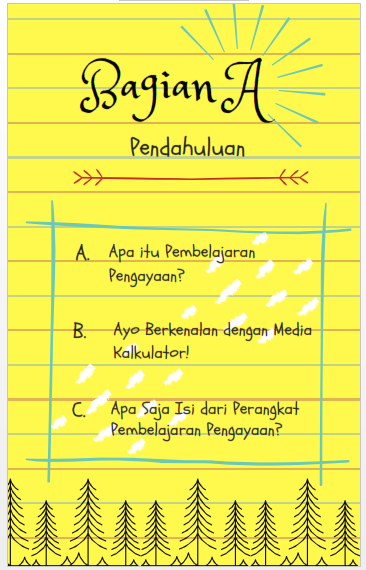 Bagian A
Pendahuluan
A. Apa itu Pembelajaran
Pengayaan?
B. Ayo Berkenalan dengan Media
Kalkulator!
C. Apa Saja Isi dari Perangkat
Pembelajaran Pengayaan?